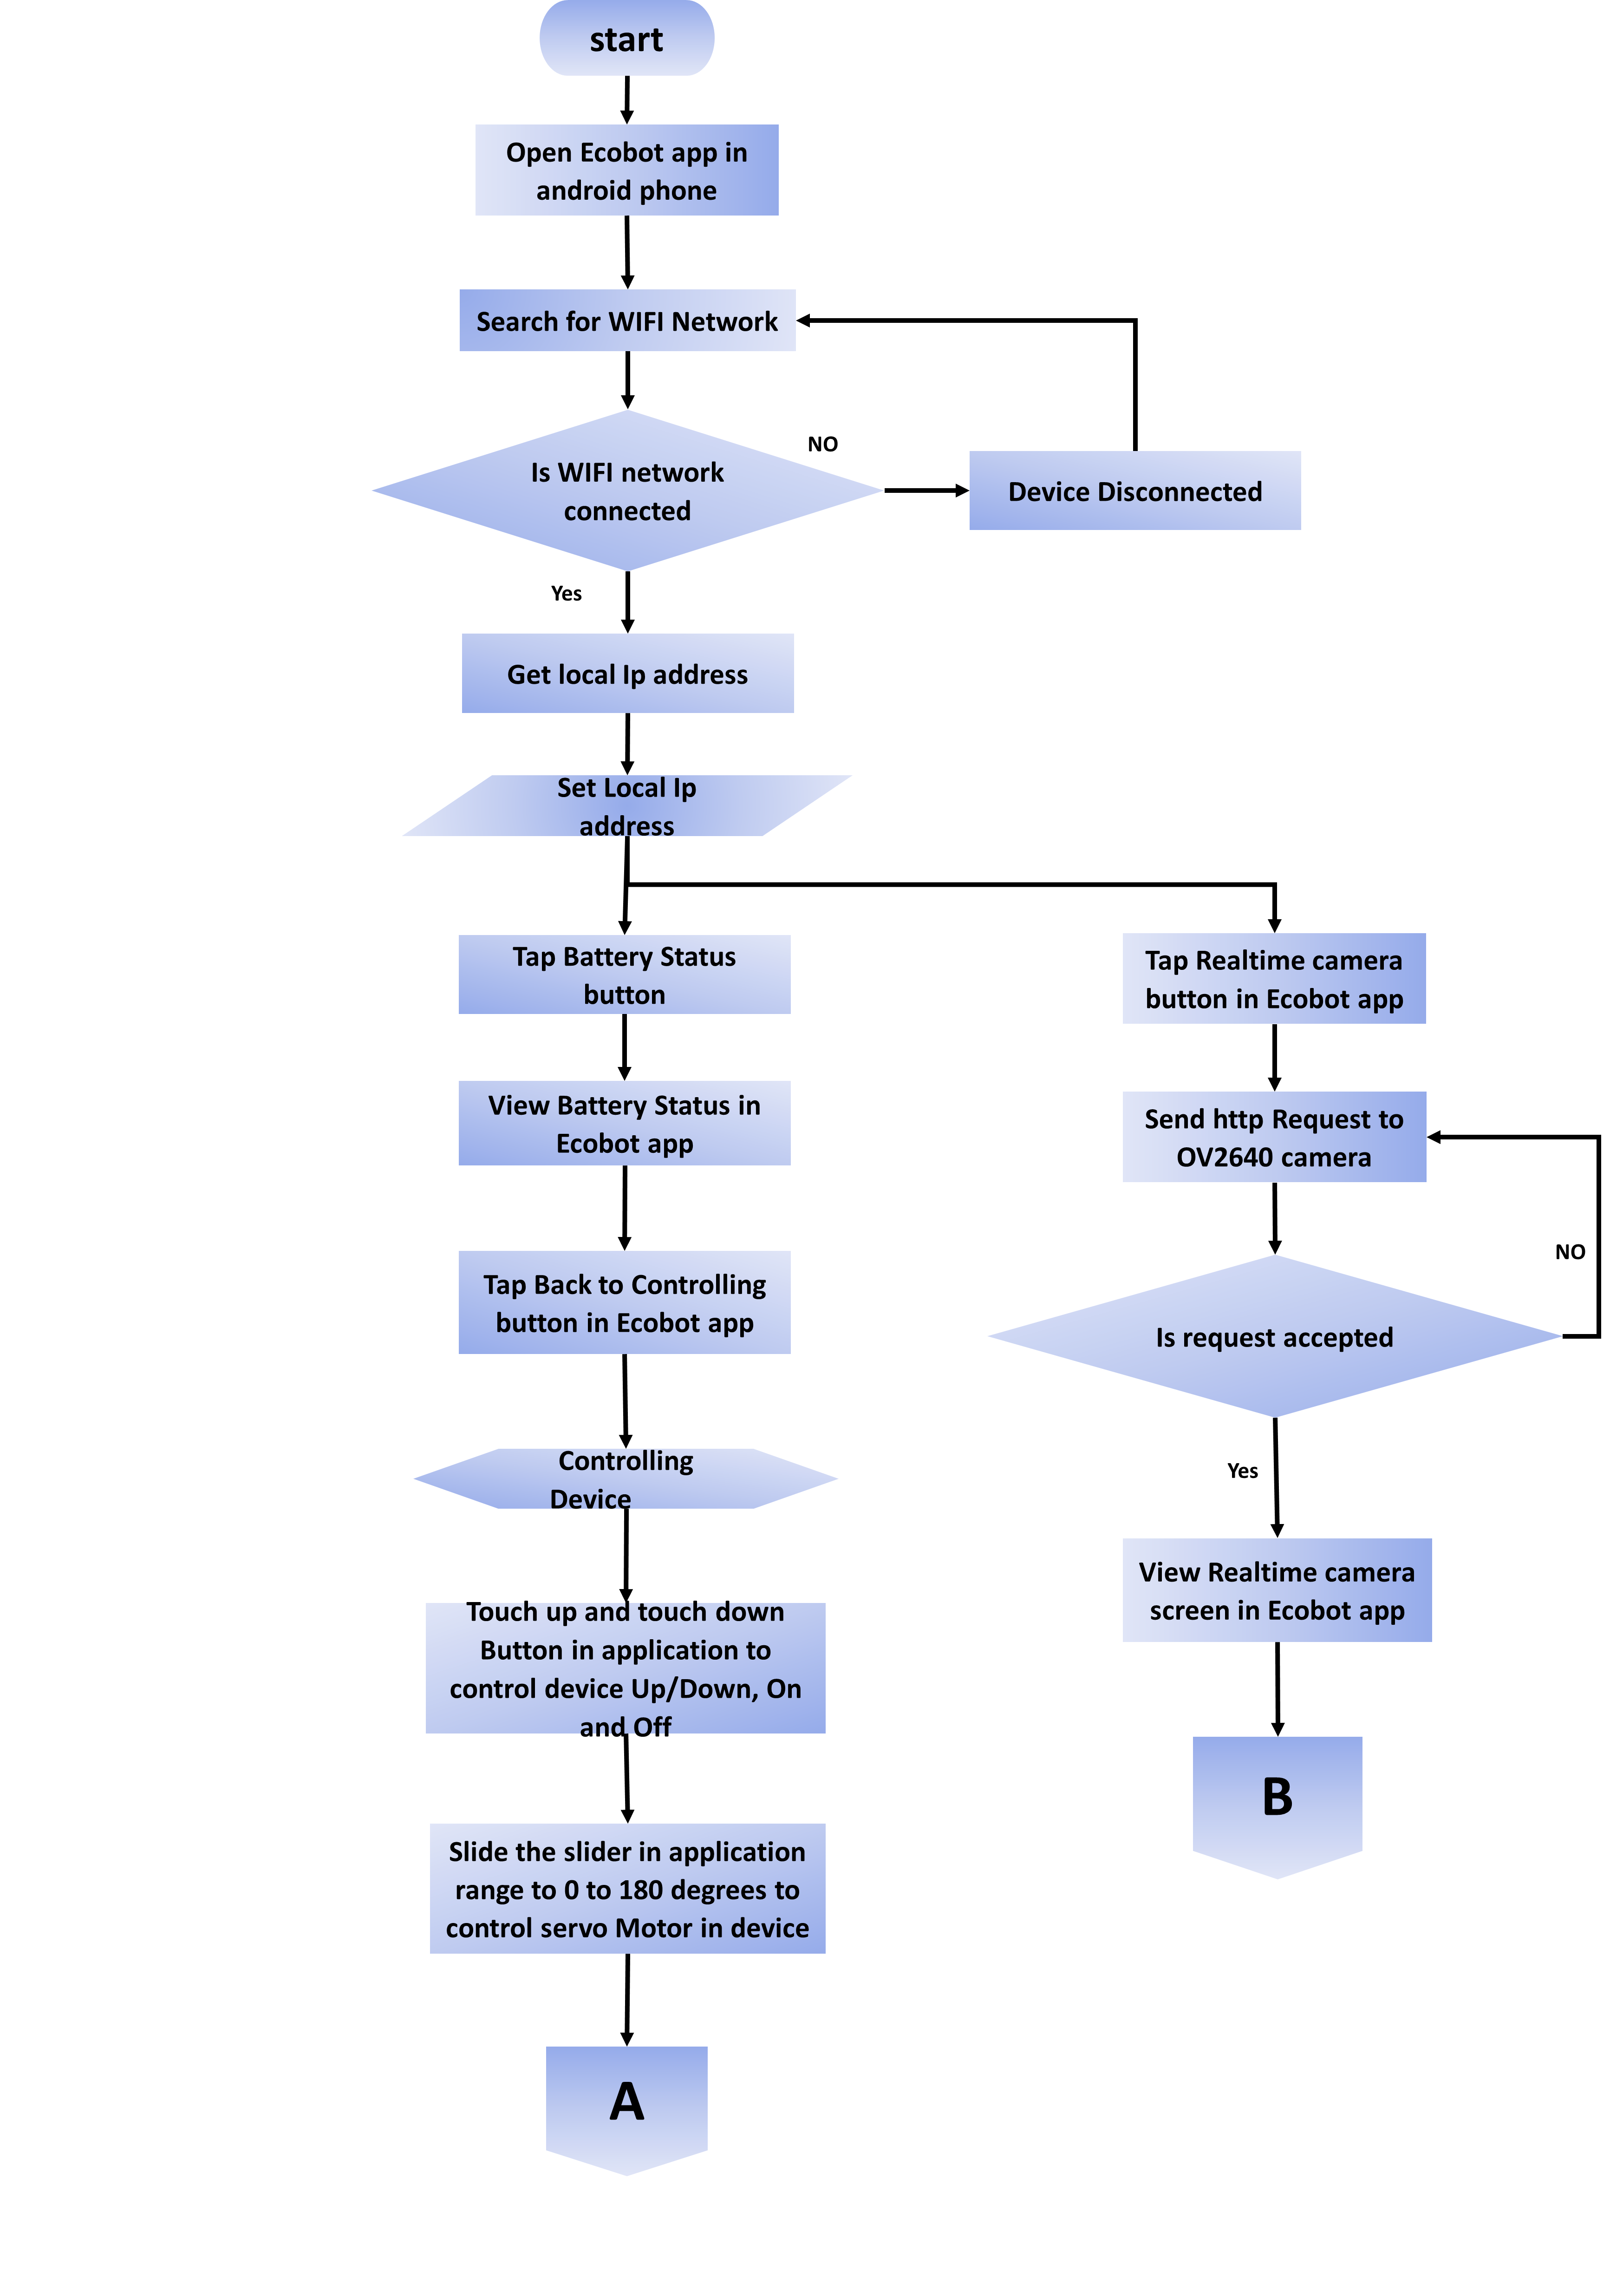 start
Open Ecobot app in
android phone
Search for WIFI Network
NO
Is WIFI network
connected
Device Disconnected
Yes
Get local Ip address
Set Local Ip
address
Tap Battery Status
button
View Battery Status in
Ecobot app
Tap Back to Controlling
button in Ecobot app
Controlling
Device
Touch up and touch down
Button in application to
control device Up/Down, On
and Off
Slide the slider in application
range to 0 to 180 degrees to
control servo Motor in device
A
Tap Realtime camera
button in Ecobot app
Send http Request to
OV2640 camera
NO
Is request accepted
Yes
View Realtime camera
screen in Ecobot app
B